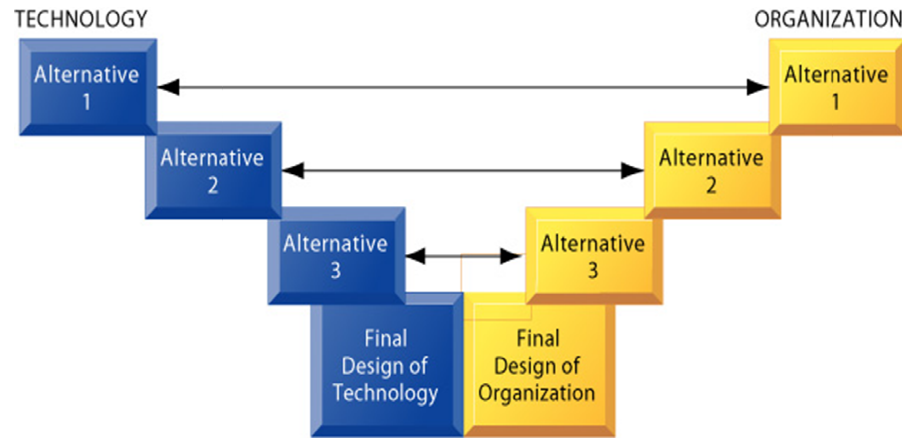 TECHNOLOGY
ORGANIZATION
Alternative
1
Alternative
1
Alternative
2
Alternative
2
Alternative
3
Alternative
3
Final
Design of
Technology
Final
Design of
Organization